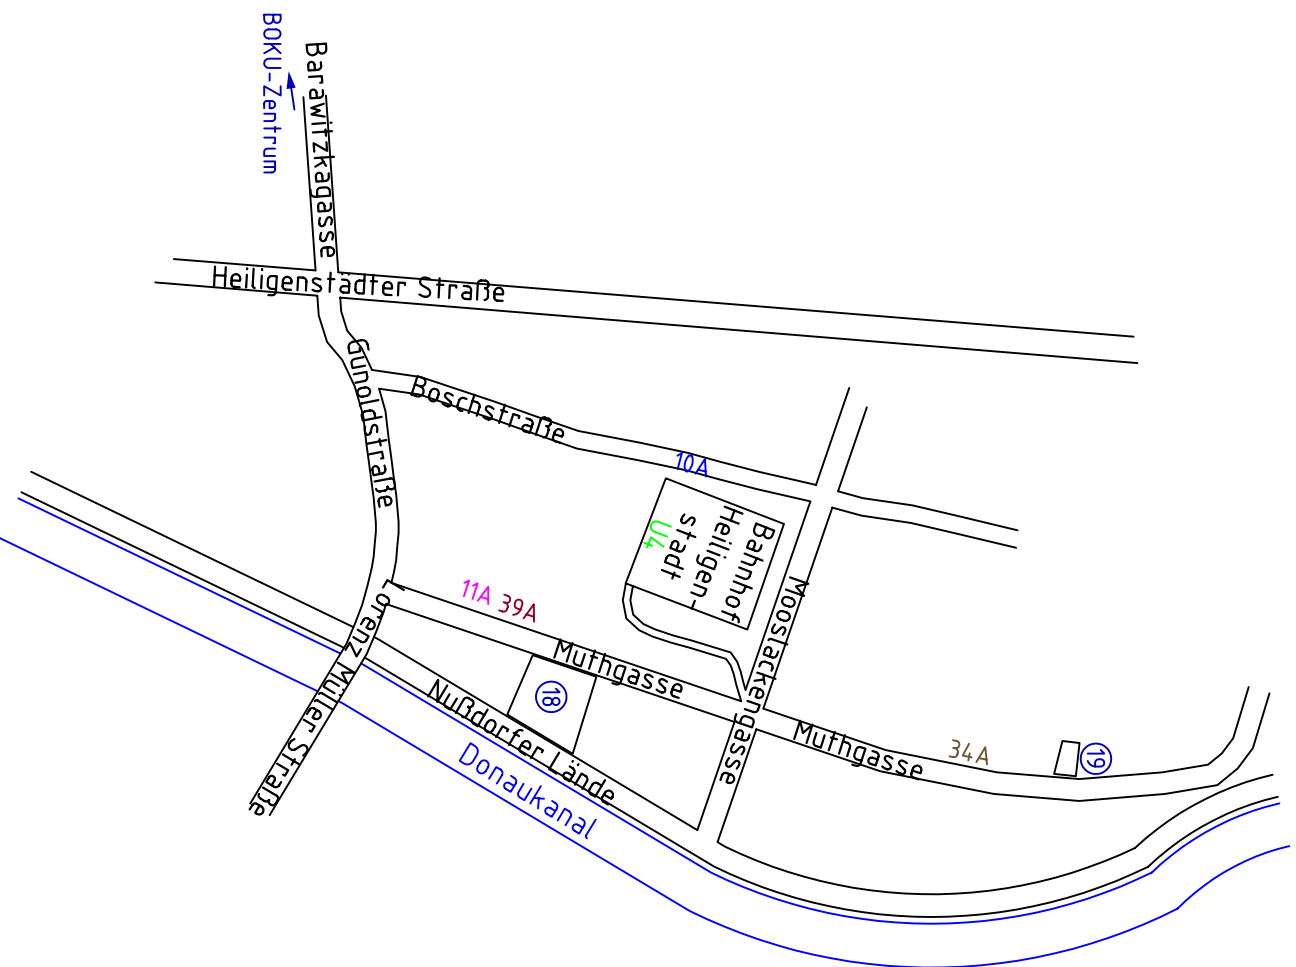 BOKU-Zentrum
Barawitzkagasse
Heiligenstädter Straße
Gunoldstraße
Boschstraße
10A
Bahnhof
Heiligen-
stadt
U4
Moosłackengasse
11A 39A
Lorenz Müller Straße
Muthgasse
18
Nußdorfer Lände
Donaukanal
Muthgasse
34A
19